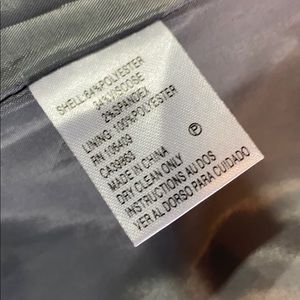 SHELL:64%POLYESTER
34%VISCOSE
2%SPANDEX
LINING: 100%POLYESTER
RN 106409
CA39863
MADE IN CHINA
DRY CLEAN ONLY
INSTRUCTIONS AU DOS
VER AL DORSO PARA CUIDADO
P